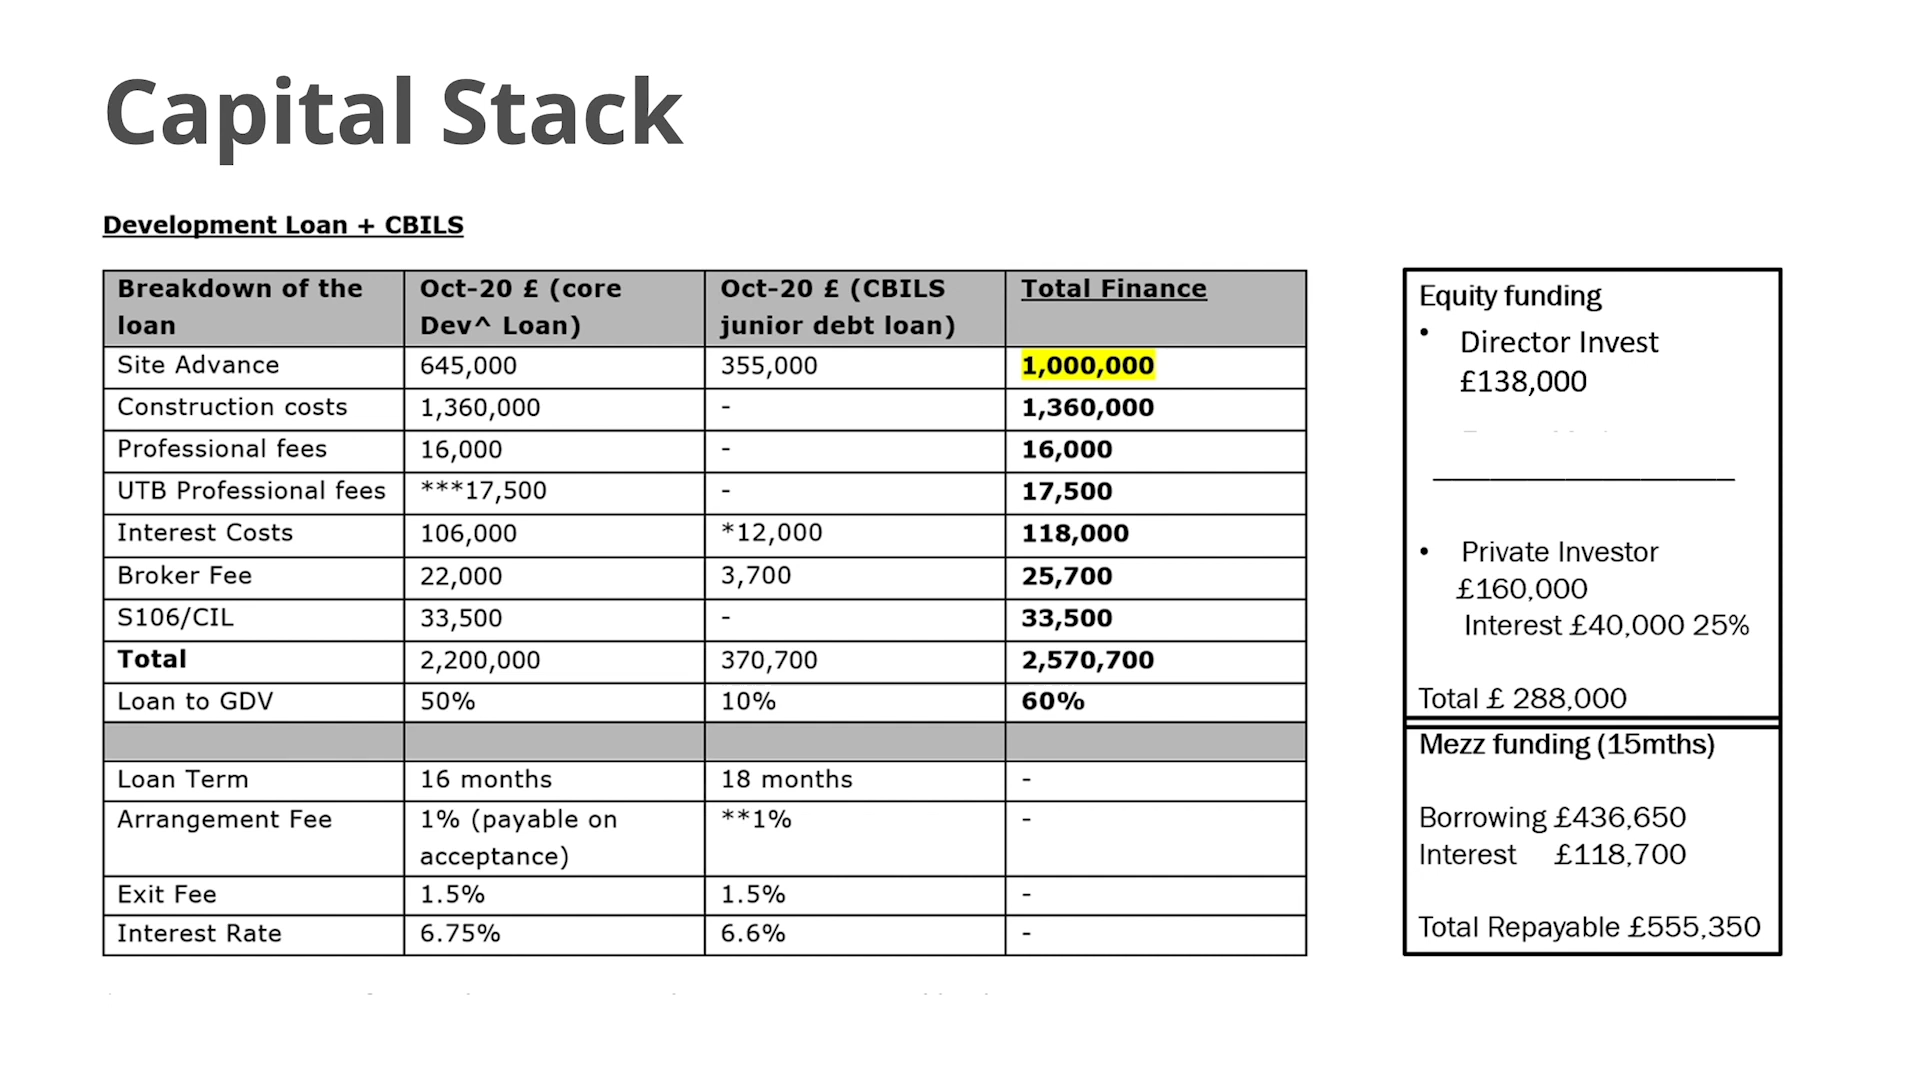 Capital Stack
Development Loan + CBILS
Breakdown of the loan Oct-20 £ (core Dev^ Loan) Oct-20 £ (CBILS junior debt loan) Total Finance
Site Advance 645,000 355,000 1,000,000
Construction costs 1,360,000 - 1,360,000
Professional fees 16,000 - 16,000
UTB Professional fees ***17,500 - 17,500
Interest Costs 106,000 *12,000 118,000
Broker Fee 22,000 3,700 25,700
S106/CIL 33,500 - 33,500
Total 2,200,000 370,700 2,570,700
Loan to GDV 50% 10% 60%
Loan Term 16 months 18 months -
Arrangement Fee 1% (payable on acceptance) **1% -
Exit Fee 1.5% 1.5% -
Interest Rate 6.75% 6.6% -
Equity funding
• Director Invest
£138,000
• Private Investor
£160,000
Interest £40,000 25%
Total £ 288,000
Mezz funding (15mths)
Borrowing £436,650
Interest £118,700
Total Repayable £555,350